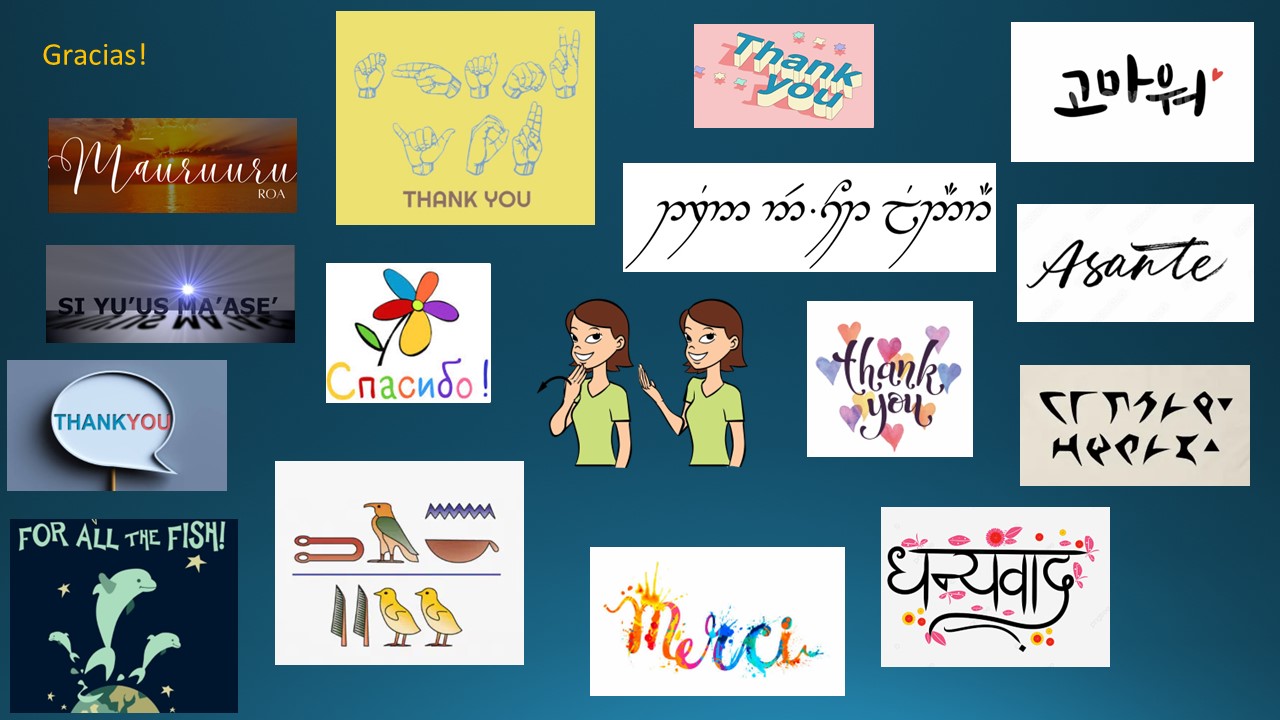 Gracias!
THANK YOU
Thank
you
고마워
Māuruuru
ROA
SI YU'US MA'ASE'
Спасибо!
Asante
THANKYOU
thank
you
FOR ALL THE FISH!
Merci
धन्यवाद